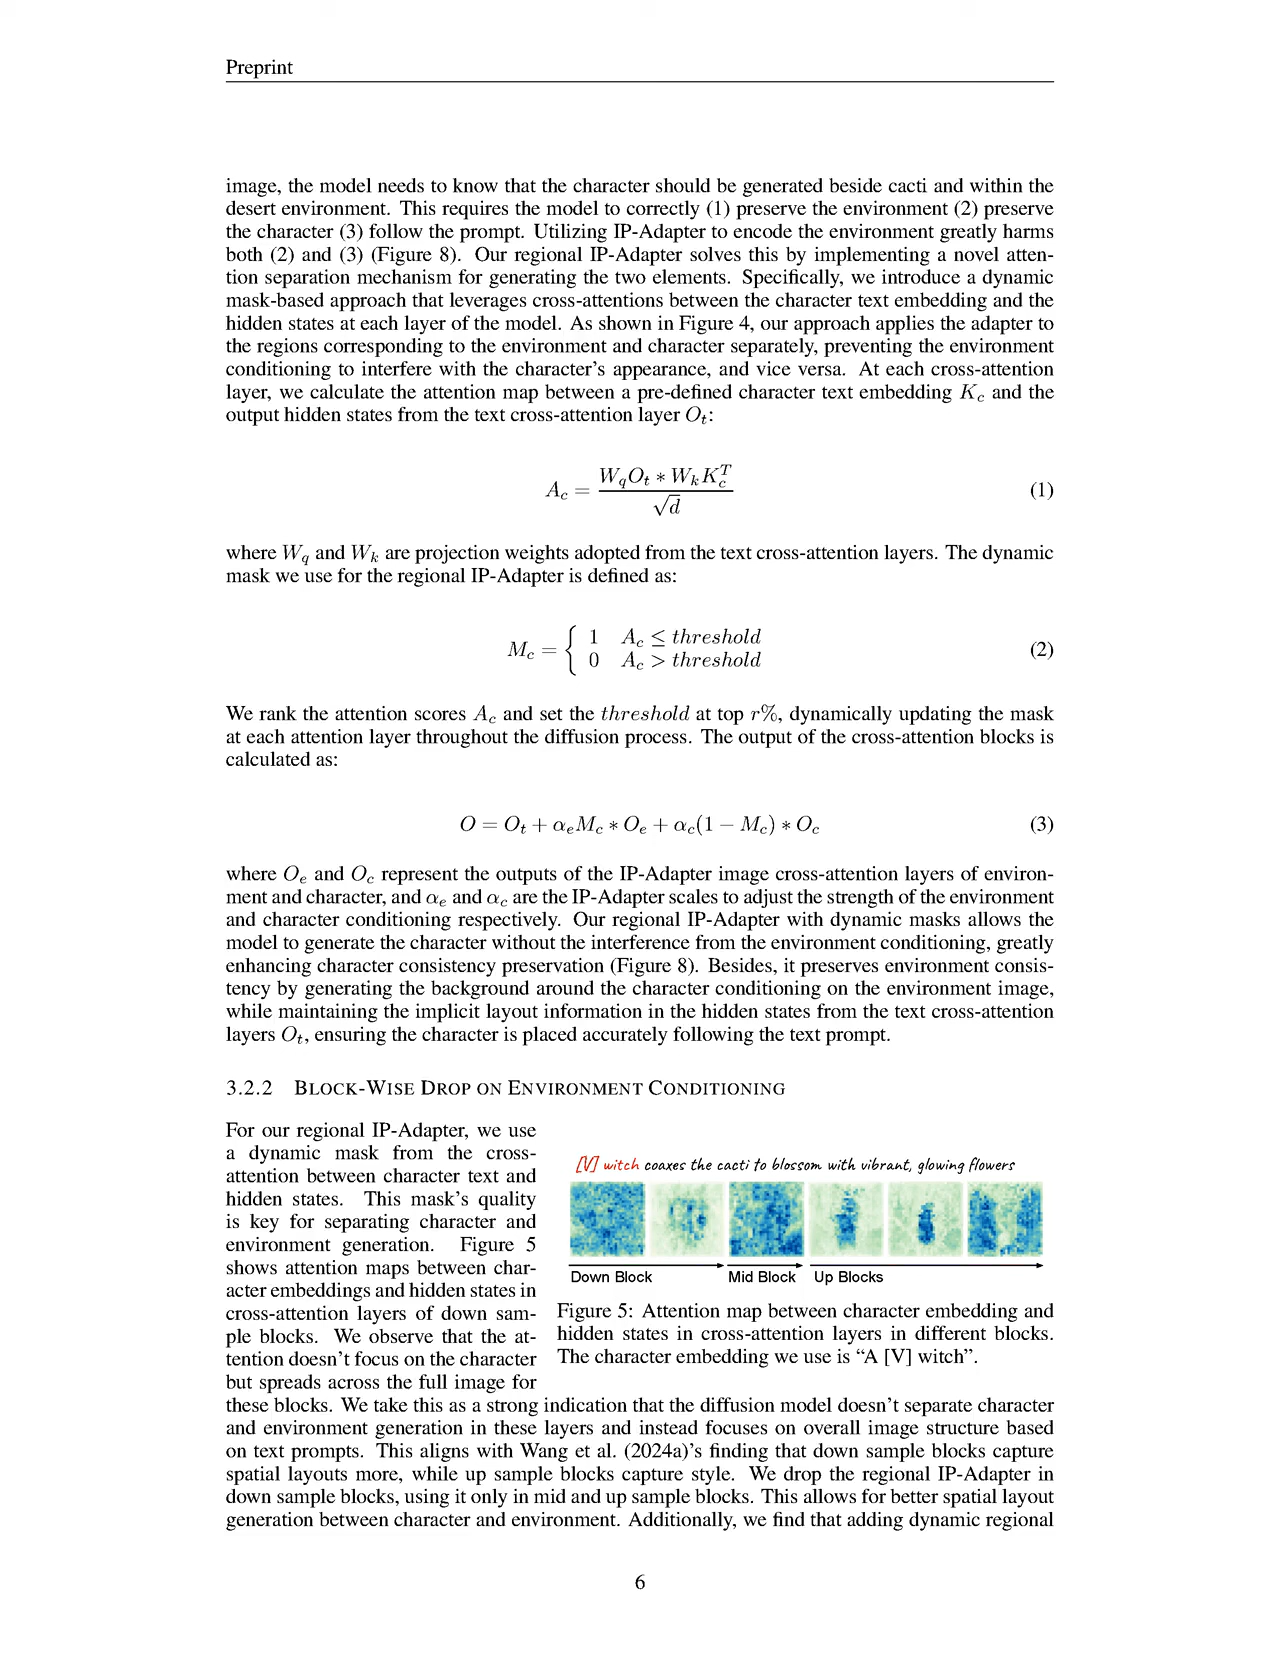 Preprint
image, the model needs to know that the character should be generated beside cacti and within the
desert environment. This requires the model to correctly (1) preserve the environment (2) preserve
the character (3) follow the prompt. Utilizing IP-Adapter to encode the environment greatly harms
both (2) and (3) (Figure 8). Our regional IP-Adapter solves this by implementing a novel atten-
tion separation mechanism for generating the two elements. Specifically, we introduce a dynamic
mask-based approach that leverages cross-attentions between the character text embedding and the
hidden states at each layer of the model. As shown in Figure 4, our approach applies the adapter to
the regions corresponding to the environment and character separately, preventing the environment
conditioning to interfere with the character's appearance, and vice versa. At each cross-attention
layer, we calculate the attention map between a pre-defined character text embedding K_c and the
output hidden states from the text cross-attention layer O_t:
A_c = \frac{W_q O_t * W_k K_c^T}{\sqrt{d}} (1)
where W_q and W_k are projection weights adopted from the text cross-attention layers. The dynamic
mask we use for the regional IP-Adapter is defined as:
M_c = { 1 A_c ≤ threshold
0 A_c > threshold (2)
We rank the attention scores A_c and set the threshold at top r%, dynamically updating the mask
at each attention layer throughout the diffusion process. The output of the cross-attention blocks is
calculated as:
O = O_t + α_e M_c * O_e + α_c(1 − M_c) * O_c (3)
where O_e and O_c represent the outputs of the IP-Adapter image cross-attention layers of environ-
ment and character, and α_e and α_c are the IP-Adapter scales to adjust the strength of the environment
and character conditioning respectively. Our regional IP-Adapter with dynamic masks allows the
model to generate the character without the interference from the environment conditioning, greatly
enhancing character consistency preservation (Figure 8). Besides, it preserves environment consis-
tency by generating the background around the character conditioning on the environment image,
while maintaining the implicit layout information in the hidden states from the text cross-attention
layers O_t, ensuring the character is placed accurately following the text prompt.
3.2.2 BLOCK-WISE DROP ON ENVIRONMENT CONDITIONING
For our regional IP-Adapter, we use
a dynamic mask from the cross-
attention between character text and
hidden states. This mask's quality
is key for separating character and
environment generation. Figure 5
shows attention maps between char-
acter embeddings and hidden states in
cross-attention layers of down sam-
ple blocks. We observe that the at-
tention doesn't focus on the character
but spreads across the full image for
[V] witch coaxes the cacti to blossom with vibrant, glowing flowers
Down Block Mid Block Up Blocks
Figure 5: Attention map between character embedding and
hidden states in cross-attention layers in different blocks.
The character embedding we use is "A [V] witch".
these blocks. We take this as a strong indication that the diffusion model doesn't separate character
and environment generation in these layers and instead focuses on overall image structure based
on text prompts. This aligns with Wang et al. (2024a)'s finding that down sample blocks capture
spatial layouts more, while up sample blocks capture style. We drop the regional IP-Adapter in
down sample blocks, using it only in mid and up sample blocks. This allows for better spatial layout
generation between character and environment. Additionally, we find that adding dynamic regional
6